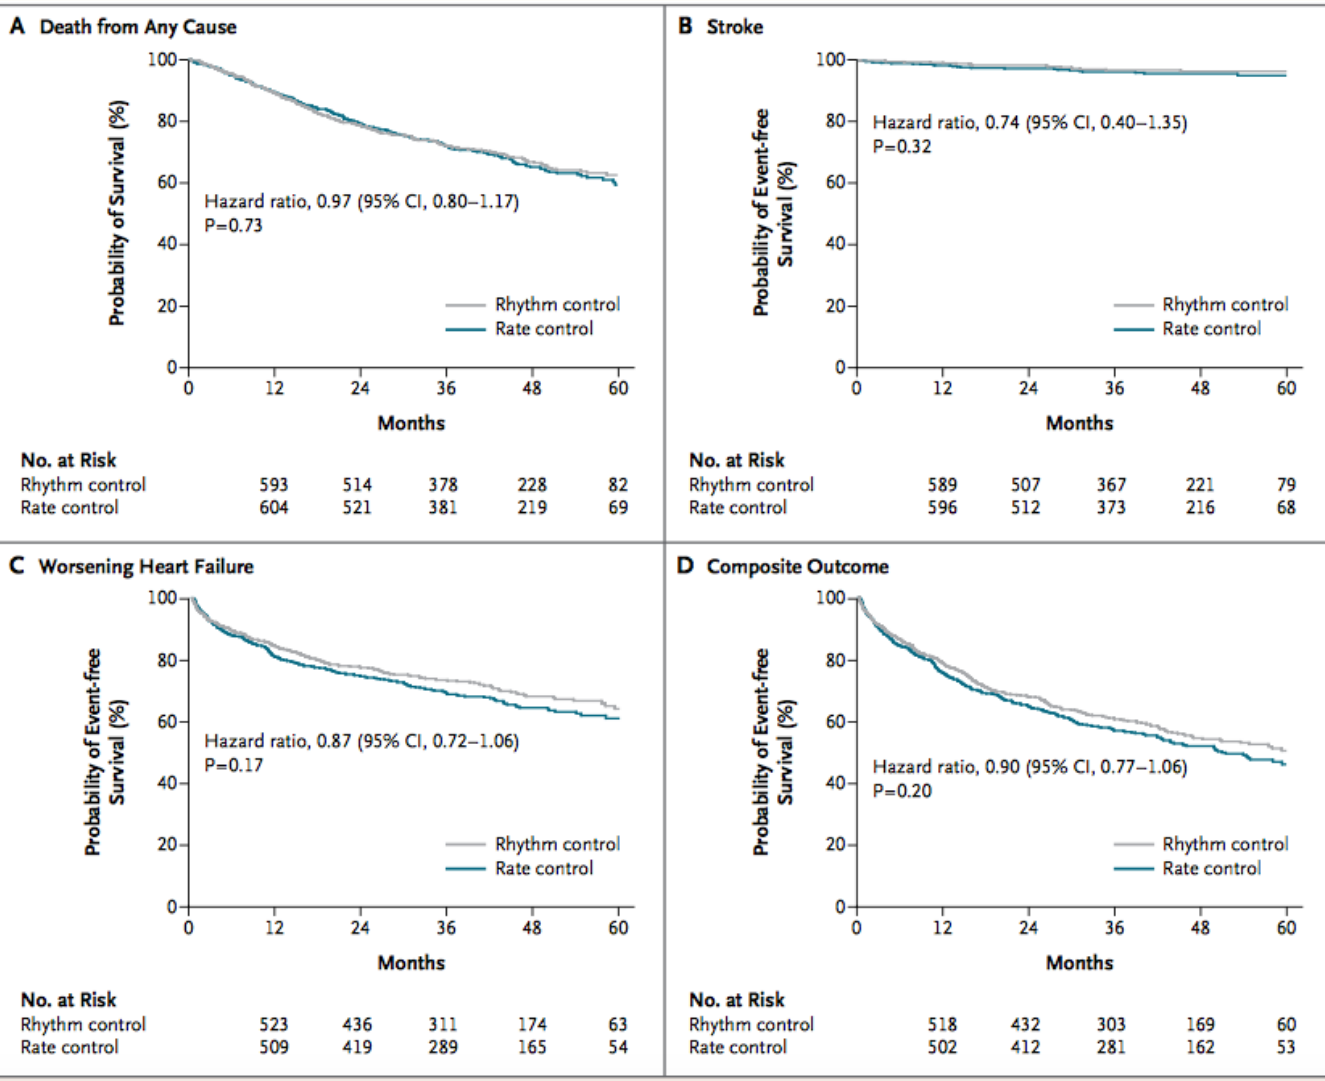 A Death from Any Cause
Probability of Survival (%)
100
80
60
40
20
0
Hazard ratio, 0.97 (95% CI, 0.80–1.17)
P=0.73
Rhythm control
Rate control
0 12 24 36 48 60
Months
No. at Risk
Rhythm control 593 514 378 228 82
Rate control 604 521 381 219 69
B Stroke
Probability of Event-free
Survival (%)
100
80
60
40
20
0
Hazard ratio, 0.74 (95% CI, 0.40–1.35)
P=0.32
Rhythm control
Rate control
0 12 24 36 48 60
Months
No. at Risk
Rhythm control 589 507 367 221 79
Rate control 596 512 373 216 68
C Worsening Heart Failure
Probability of Event-free
Survival (%)
100
80
60
40
20
0
Hazard ratio, 0.87 (95% CI, 0.72–1.06)
P=0.17
Rhythm control
Rate control
0 12 24 36 48 60
Months
No. at Risk
Rhythm control 523 436 311 174 63
Rate control 509 419 289 165 54
D Composite Outcome
Probability of Event-free
Survival (%)
100
80
60
40
20
0
Hazard ratio, 0.90 (95% CI, 0.77–1.06)
P=0.20
Rhythm control
Rate control
0 12 24 36 48 60
Months
No. at Risk
Rhythm control 518 432 303 169 60
Rate control 502 412 281 162 53